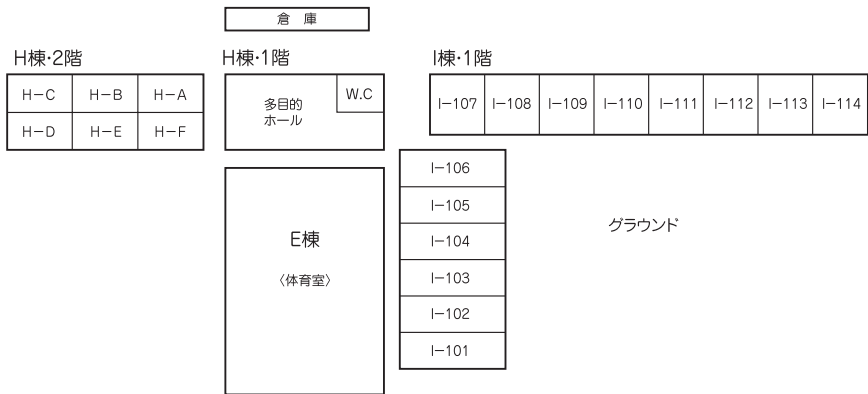 倉 庫
H棟・2階
H棟・1階
I棟・1階
H−C H−B H−A
H−D H−E H−F
多目的
ホール
W.C
I−107 I−108 I−109 I−110 I−111 I−112 I−113 I−114
I−106
I−105
I−104
I−103
I−102
I−101
E棟
〈体育室〉
グラウンド